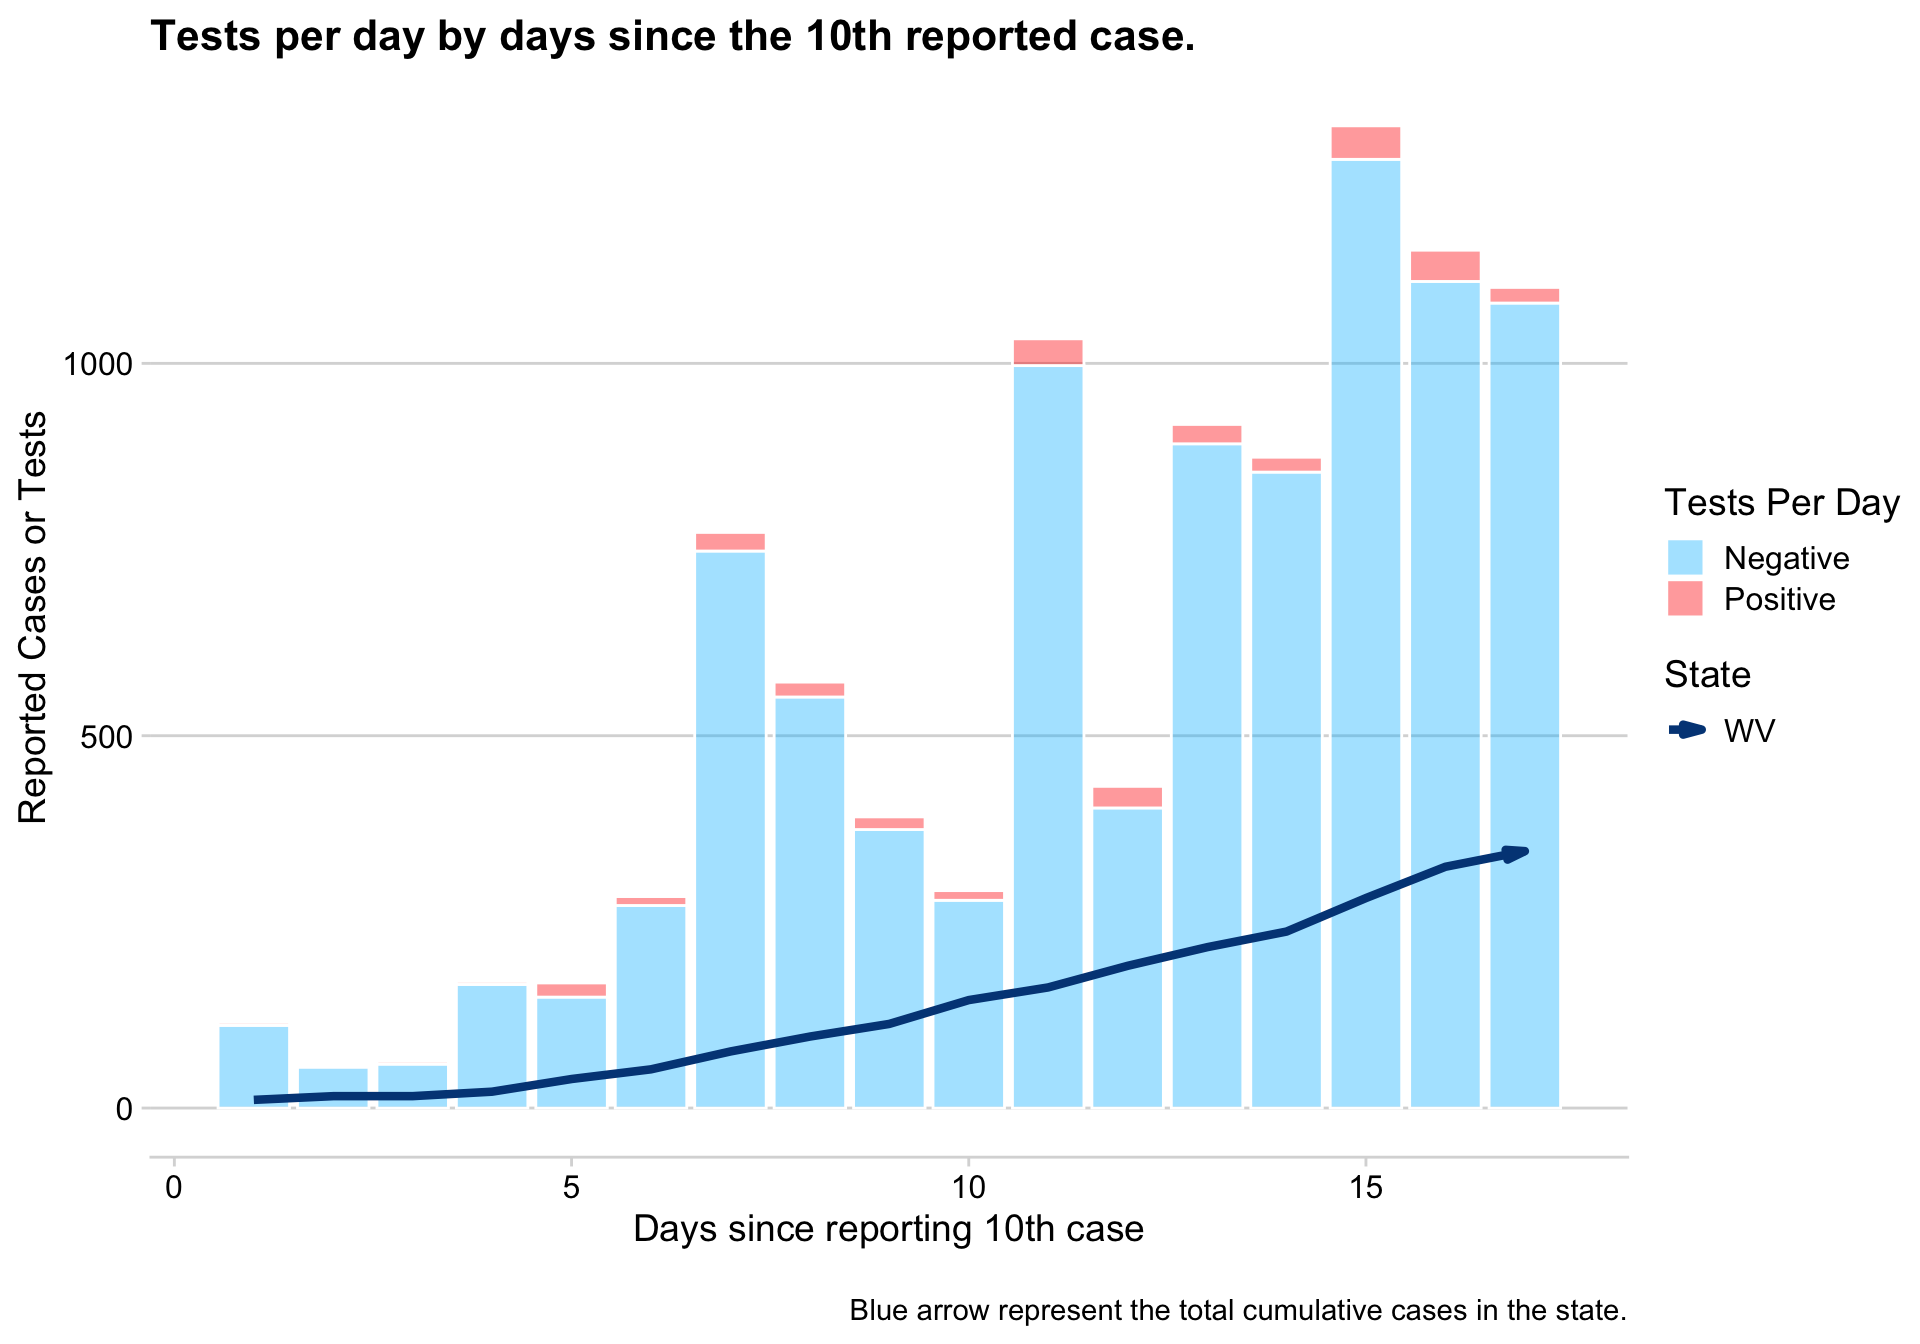 Tests per day by days since the 10th reported case.
Reported Cases or Tests
1000
500
0
0 5 10 15
Days since reporting 10th case
Tests Per Day
Negative
Positive
State
WV
Blue arrow represent the total cumulative cases in the state.